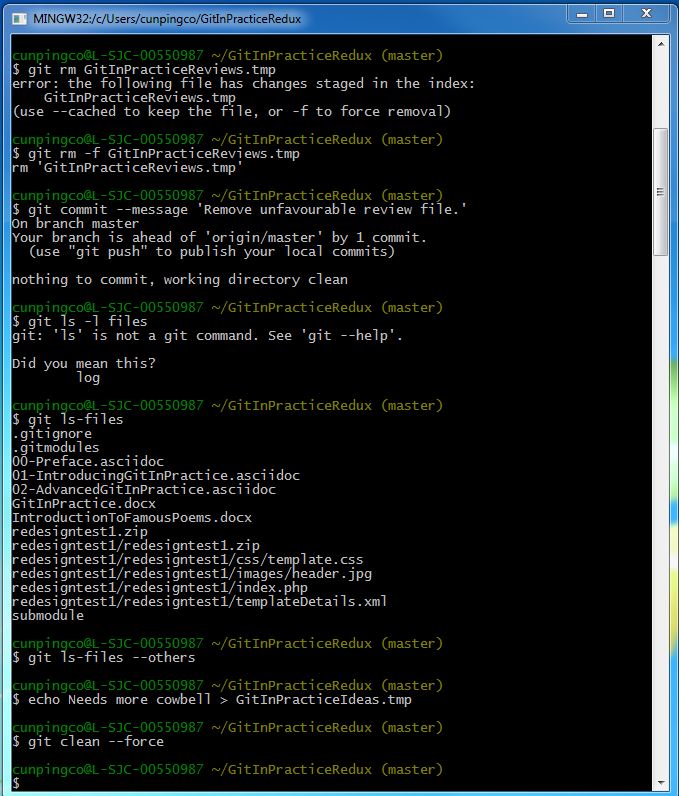 MINGW32:/c/Users/cunpingco/GitInPracticeRedux
cunpingco@L-SJC-00550987 ~/GitInPracticeRedux (master)
$ git rm GitInPracticeReviews.tmp
error: the following file has changes staged in the index:
    GitInPracticeReviews.tmp
(use --cached to keep the file, or -f to force removal)
cunpingco@L-SJC-00550987 ~/GitInPracticeRedux (master)
$ git rm -f GitInPracticeReviews.tmp
rm 'GitInPracticeReviews.tmp'
cunpingco@L-SJC-00550987 ~/GitInPracticeRedux (master)
$ git commit --message 'Remove unfavourable review file.'
On branch master
Your branch is ahead of 'origin/master' by 1 commit.
  (use "git push" to publish your local commits)
nothing to commit, working directory clean
cunpingco@L-SJC-00550987 ~/GitInPracticeRedux (master)
$ git ls -l files
git: 'ls' is not a git command. See 'git --help'.
Did you mean this?
        log
cunpingco@L-SJC-00550987 ~/GitInPracticeRedux (master)
$ git ls-files
.gitignore
.gitmodules
00-Preface.asciidoc
01-IntroducingGitInPractice.asciidoc
02-AdvancedGitInPractice.asciidoc
GitInPractice.docx
IntroductionToFamousPoems.docx
redesigntest1.zip
redesigntest1/redesigntest1.zip
redesigntest1/redesigntest1/css/template.css
redesigntest1/redesigntest1/images/header.jpg
redesigntest1/redesigntest1/index.php
redesigntest1/redesigntest1/templateDetails.xml
submodule
cunpingco@L-SJC-00550987 ~/GitInPracticeRedux (master)
$ git ls-files --others
cunpingco@L-SJC-00550987 ~/GitInPracticeRedux (master)
$ echo Needs more cowbell > GitInPracticeIdeas.tmp
cunpingco@L-SJC-00550987 ~/GitInPracticeRedux (master)
$ git clean --force
cunpingco@L-SJC-00550987 ~/GitInPracticeRedux (master)
$